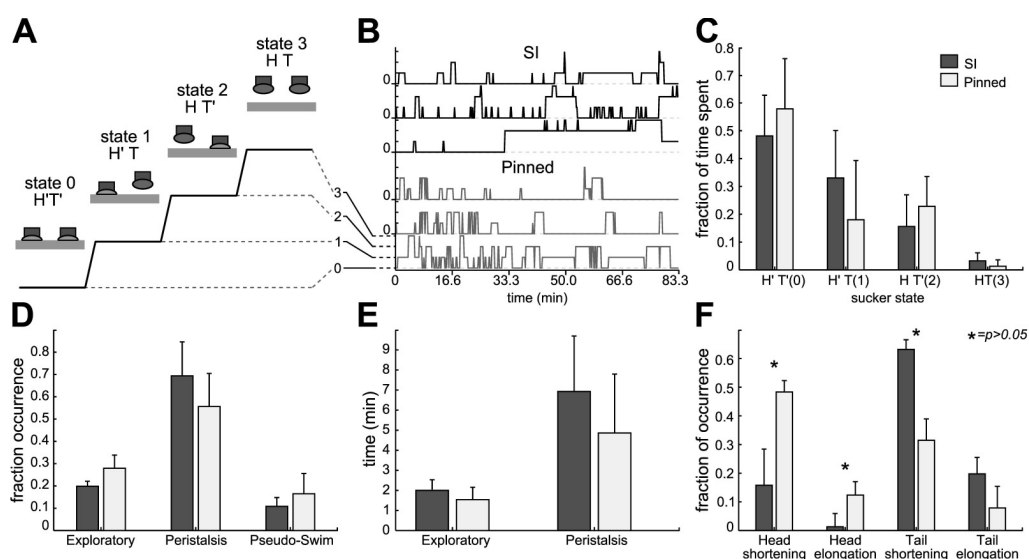 A
state 3
H T
state 2
H T'
state 1
H' T
state 0
H'T'
3
2
1
0
B
SI
0
0
0
Pinned
0
0
0 16.6 33.3 50.0 66.6 83.3
time (min)
C
fraction of time spent
0.8
0.7
0.6
0.5
0.4
0.3
0.2
0.1
0
SI
Pinned
H' T'(0) H' T(1) H T'(2) HT(3)
sucker state
D
fraction occurrence
0.8
0.7
0.6
0.5
0.4
0.3
0.2
0.1
0
Exploratory Peristalsis Pseudo-Swim
E
time (min)
9
8
7
6
5
4
3
2
1
0
Exploratory Peristalsis
F
fraction of occurrence
0.6
0.4
0.2
0
*=p>0.05
*
*
*
Head shortening
Head elongation
Tail shortening
Tail elongation